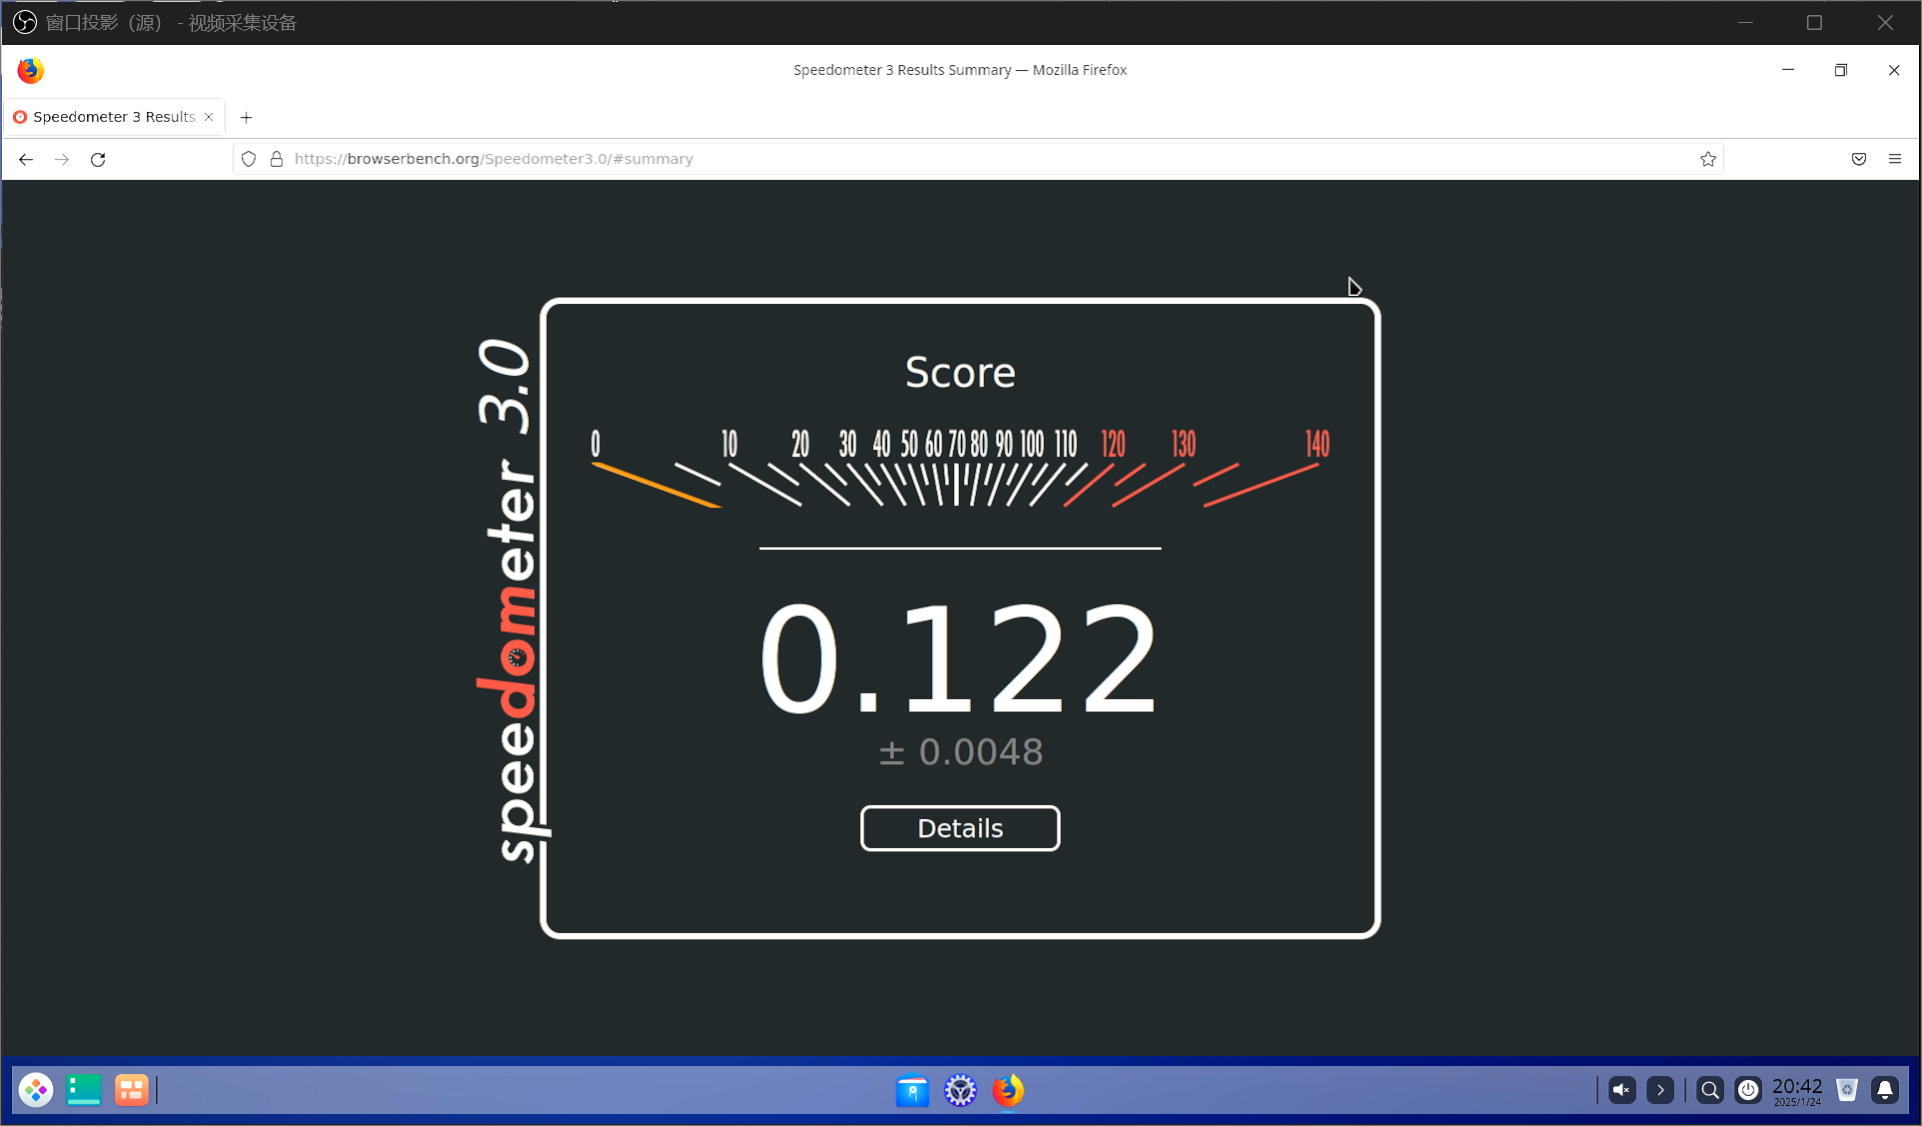 窗口投影（源） - 视频采集设备
Speedometer 3 Results Summary — Mozilla Firefox
Speedometer 3 Results
https://browserbench.org/Speedometer3.0/#summary
speedometer 3.0
Score
0 10 20 30 40 50 60 70 80 90 100 110 120 130 140
0.122
± 0.0048
Details
20:42
2025/1/24